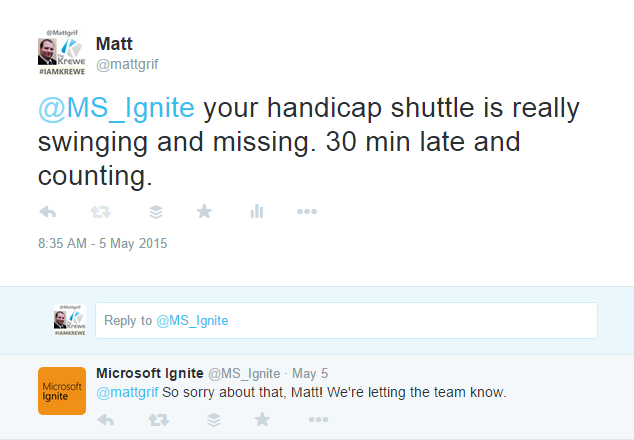 @Mattgrif
Krewe
#IAMKREWE
Matt
@mattgrif
@MS_Ignite your handicap shuttle is really
swinging and missing. 30 min late and
counting.
8:35 AM - 5 May 2015
@Mattgrif
Krewe
#IAMKREWE
Reply to @MS_Ignite
Microsoft
Ignite
Microsoft Ignite @MS_Ignite · May 5
@mattgrif So sorry about that, Matt! We're letting the team know.